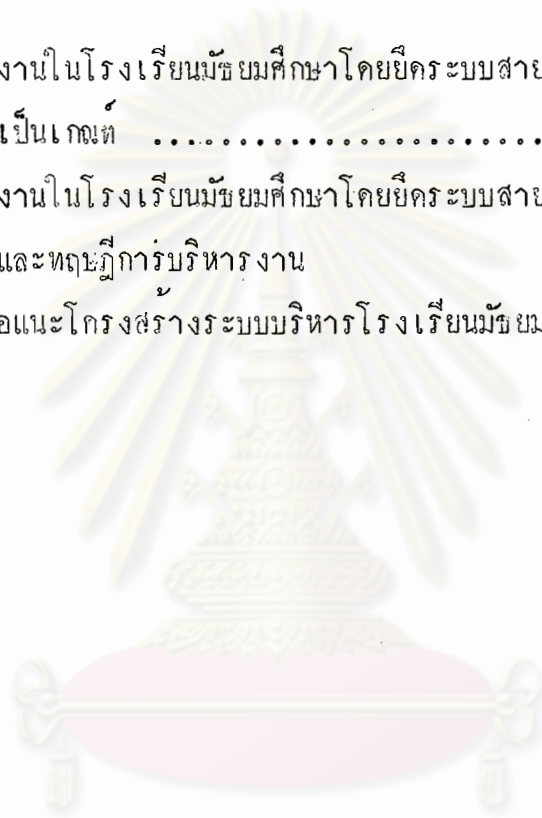 งานในโรงเรียนมัธยมศึกษาโดยยึดระบบสาย
เป็นเกณฑ์ ........................
งานในโรงเรียนมัธยมศึกษาโดยยึดระบบสาย
และทฤษฎีการบริหารงาน
อแนะโครงสร้างระบบบริหารโรงเรียนมัธยม